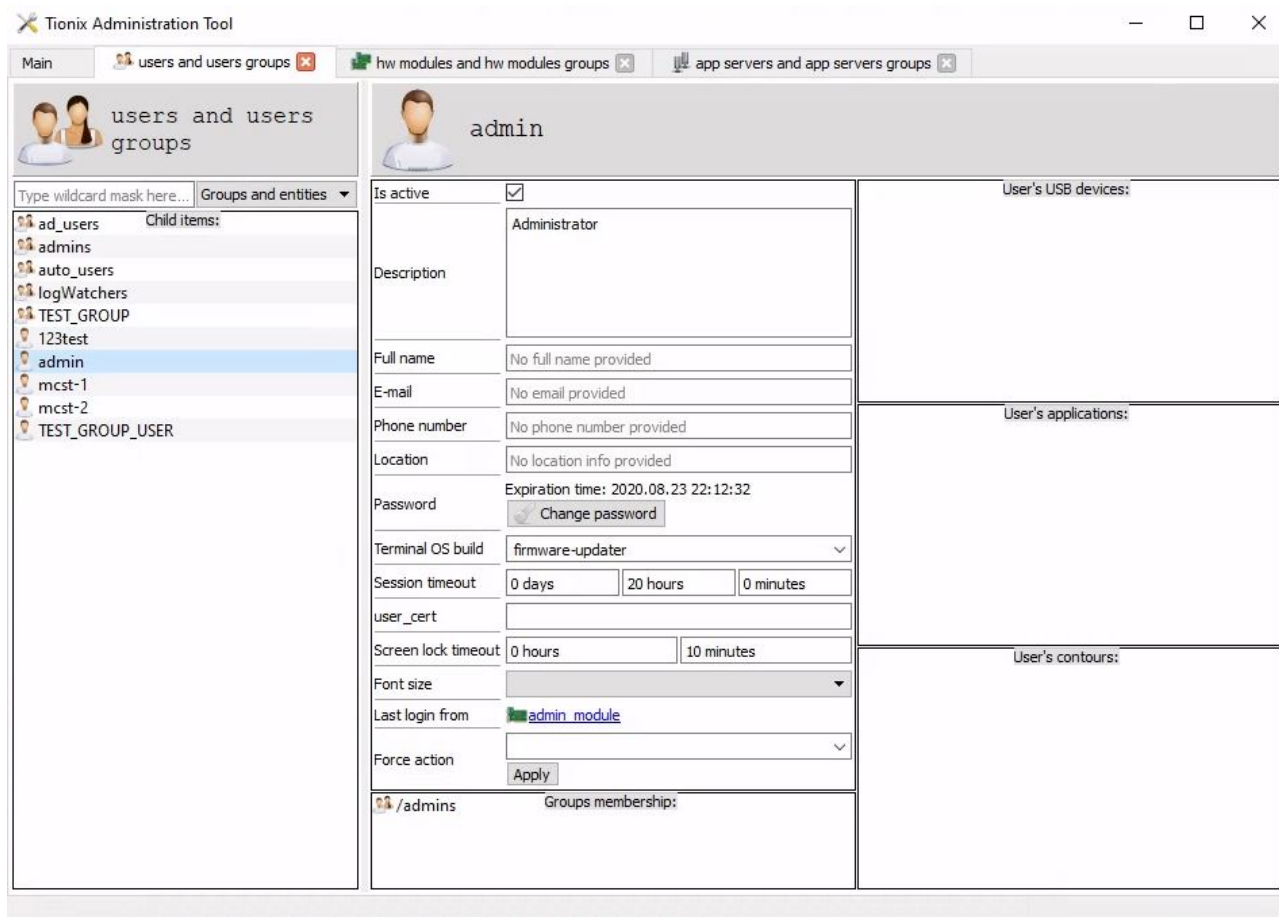 Tionix Administration Tool
Main
users and users groups
hw modules and hw modules groups
app servers and app servers groups
users and users
groups
admin
Type wildcard mask here...
Groups and entities
Child items:
ad_users
admins
auto_users
logWatchers
TEST_GROUP
123test
admin
mcst-1
mcst-2
TEST_GROUP_USER
Is active
Description
Administrator
Full name
No full name provided
E-mail
No email provided
Phone number
No phone number provided
Location
No location info provided
Password
Expiration time: 2020.08.23 22:12:32
Change password
Terminal OS build
firmware-updater
Session timeout
0 days
20 hours
0 minutes
user_cert
Screen lock timeout
0 hours
10 minutes
Font size
Last login from
admin_module
Force action
Apply
Groups membership:
/admins
User's USB devices:
User's applications:
User's contours: